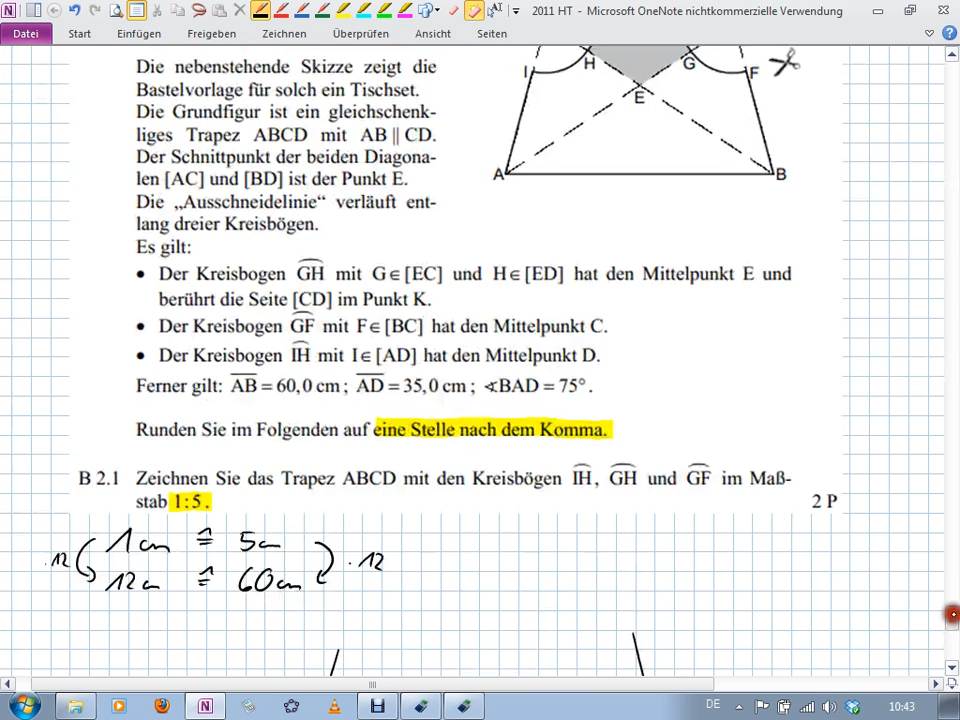 2011 HT - Microsoft OneNote nichtkommerzielle Verwendung
Datei Start Einfügen Freigeben Zeichnen Überprüfen Ansicht Seiten
Die nebenstehende Skizze zeigt die
Bastelvorlage für solch ein Tischset.
Die Grundfigur ist ein gleichschenk-
liges Trapez ABCD mit AB || CD.
Der Schnittpunkt der beiden Diagona-
len [AC] und [BD] ist der Punkt E.
Die „Ausschneidelinie“ verläuft ent-
lang dreier Kreisbögen.
Es gilt:
I H G F
E
A B
• Der Kreisbogen GH mit G∈[EC] und H∈[ED] hat den Mittelpunkt E und
berührt die Seite [CD] im Punkt K.
• Der Kreisbogen GF mit F∈[BC] hat den Mittelpunkt C.
• Der Kreisbogen IH mit I∈[AD] hat den Mittelpunkt D.
Ferner gilt: AB = 60,0 cm ; AD = 35,0 cm ; ∢BAD = 75° .
Runden Sie im Folgenden auf eine Stelle nach dem Komma.
B 2.1 Zeichnen Sie das Trapez ABCD mit den Kreisbögen IH, GH und GF im Maß-
stab 1:5 . 2 P
1cm ≙ 5cm
·12 ·12
12cm ≙ 60cm
DE 10:43